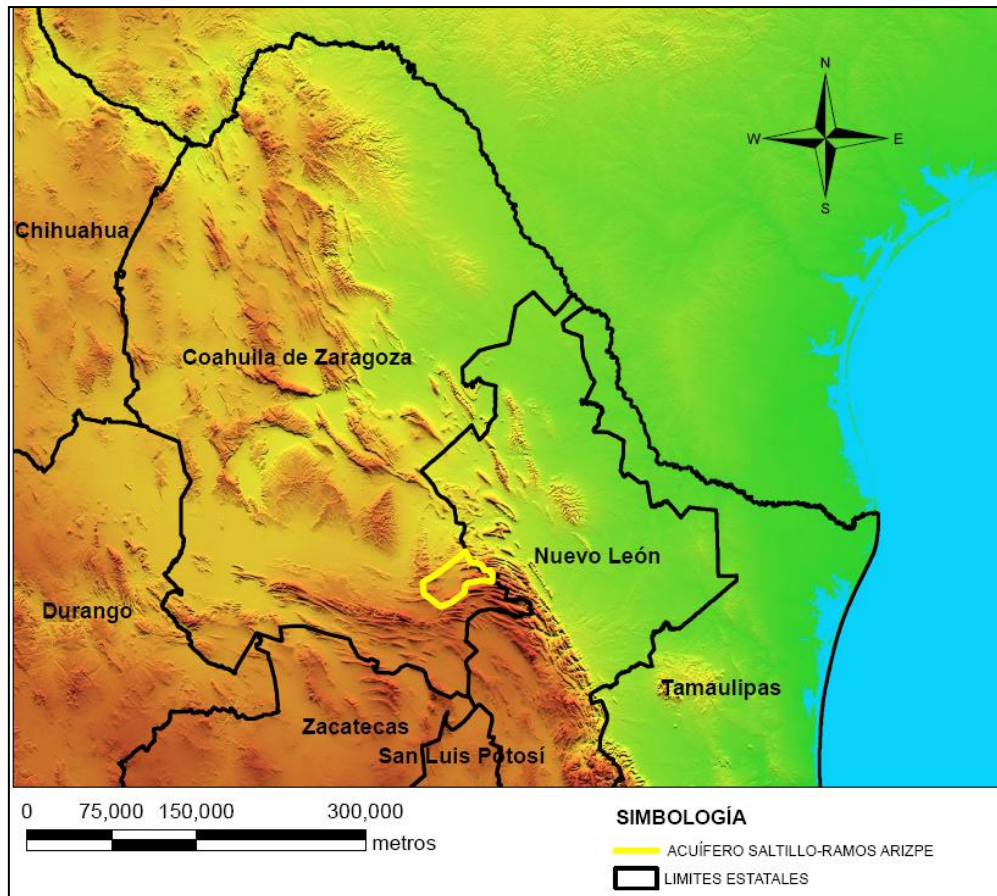 N
W E
S
Chihuahua
Coahuila de Zaragoza
Nuevo León
Durango
Tamaulipas
Zacatecas
San Luis Potosí
0 75,000 150,000 300,000
metros
SIMBOLOGÍA
ACUÍFERO SALTILLO-RAMOS ARIZPE
LIMITES ESTATALES